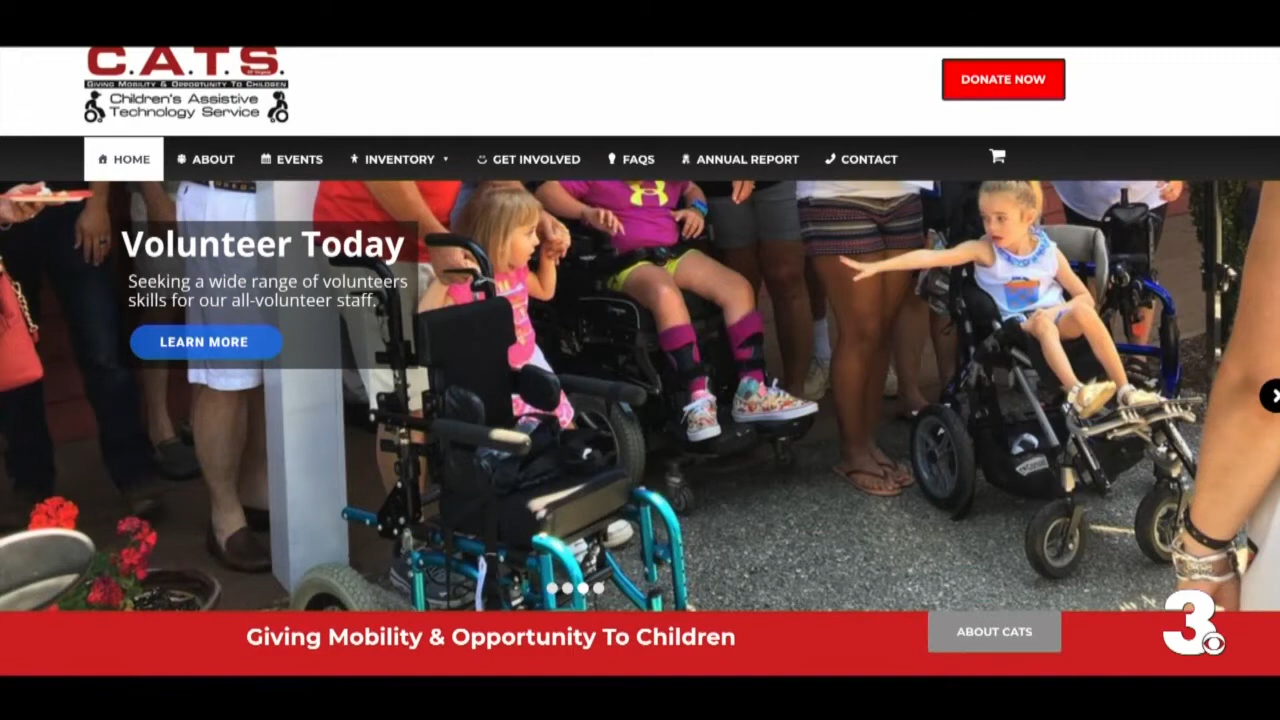 C.A.T.S.
GIVING MOBILITY & OPPORTUNITY TO CHILDREN
Children's Assistive
Technology Service
DONATE NOW
HOME
ABOUT
EVENTS
INVENTORY
GET INVOLVED
FAQS
ANNUAL REPORT
CONTACT
Volunteer Today
Seeking a wide range of volunteers
skills for our all-volunteer staff.
LEARN MORE
Giving Mobility & Opportunity To Children
ABOUT CATS
3